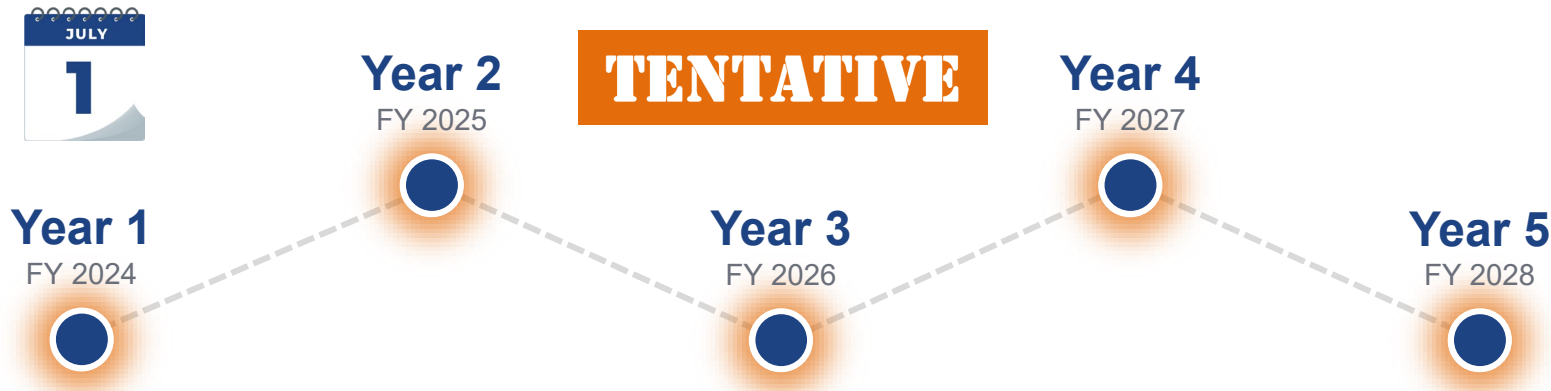 JULY
1
Year 1
FY 2024
Year 2
FY 2025
TENTATIVE
Year 3
FY 2026
Year 4
FY 2027
Year 5
FY 2028